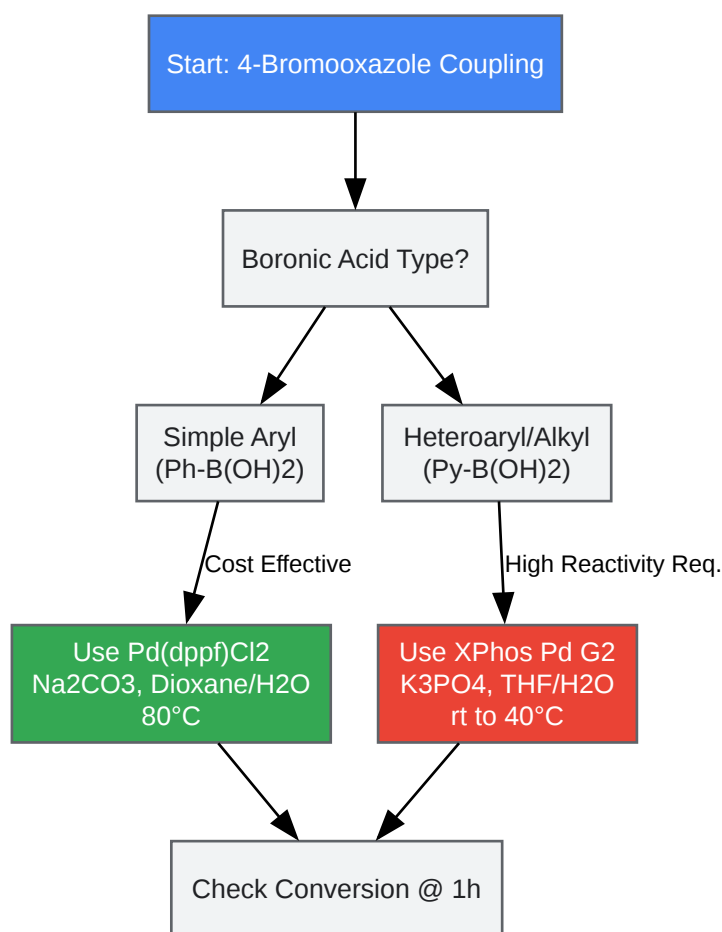 Start: 4-Bromooxazole Coupling
Boronic Acid Type?
Simple Aryl
(Ph-B(OH)2)
Heteroaryl/Alkyl
(Py-B(OH)2)
Cost Effective
High Reactivity Req.
Use Pd(dppf)Cl2
Na2CO3, Dioxane/H2O
80°C
Use XPhos Pd G2
K3PO4, THF/H2O
rt to 40°C
Check Conversion @ 1h